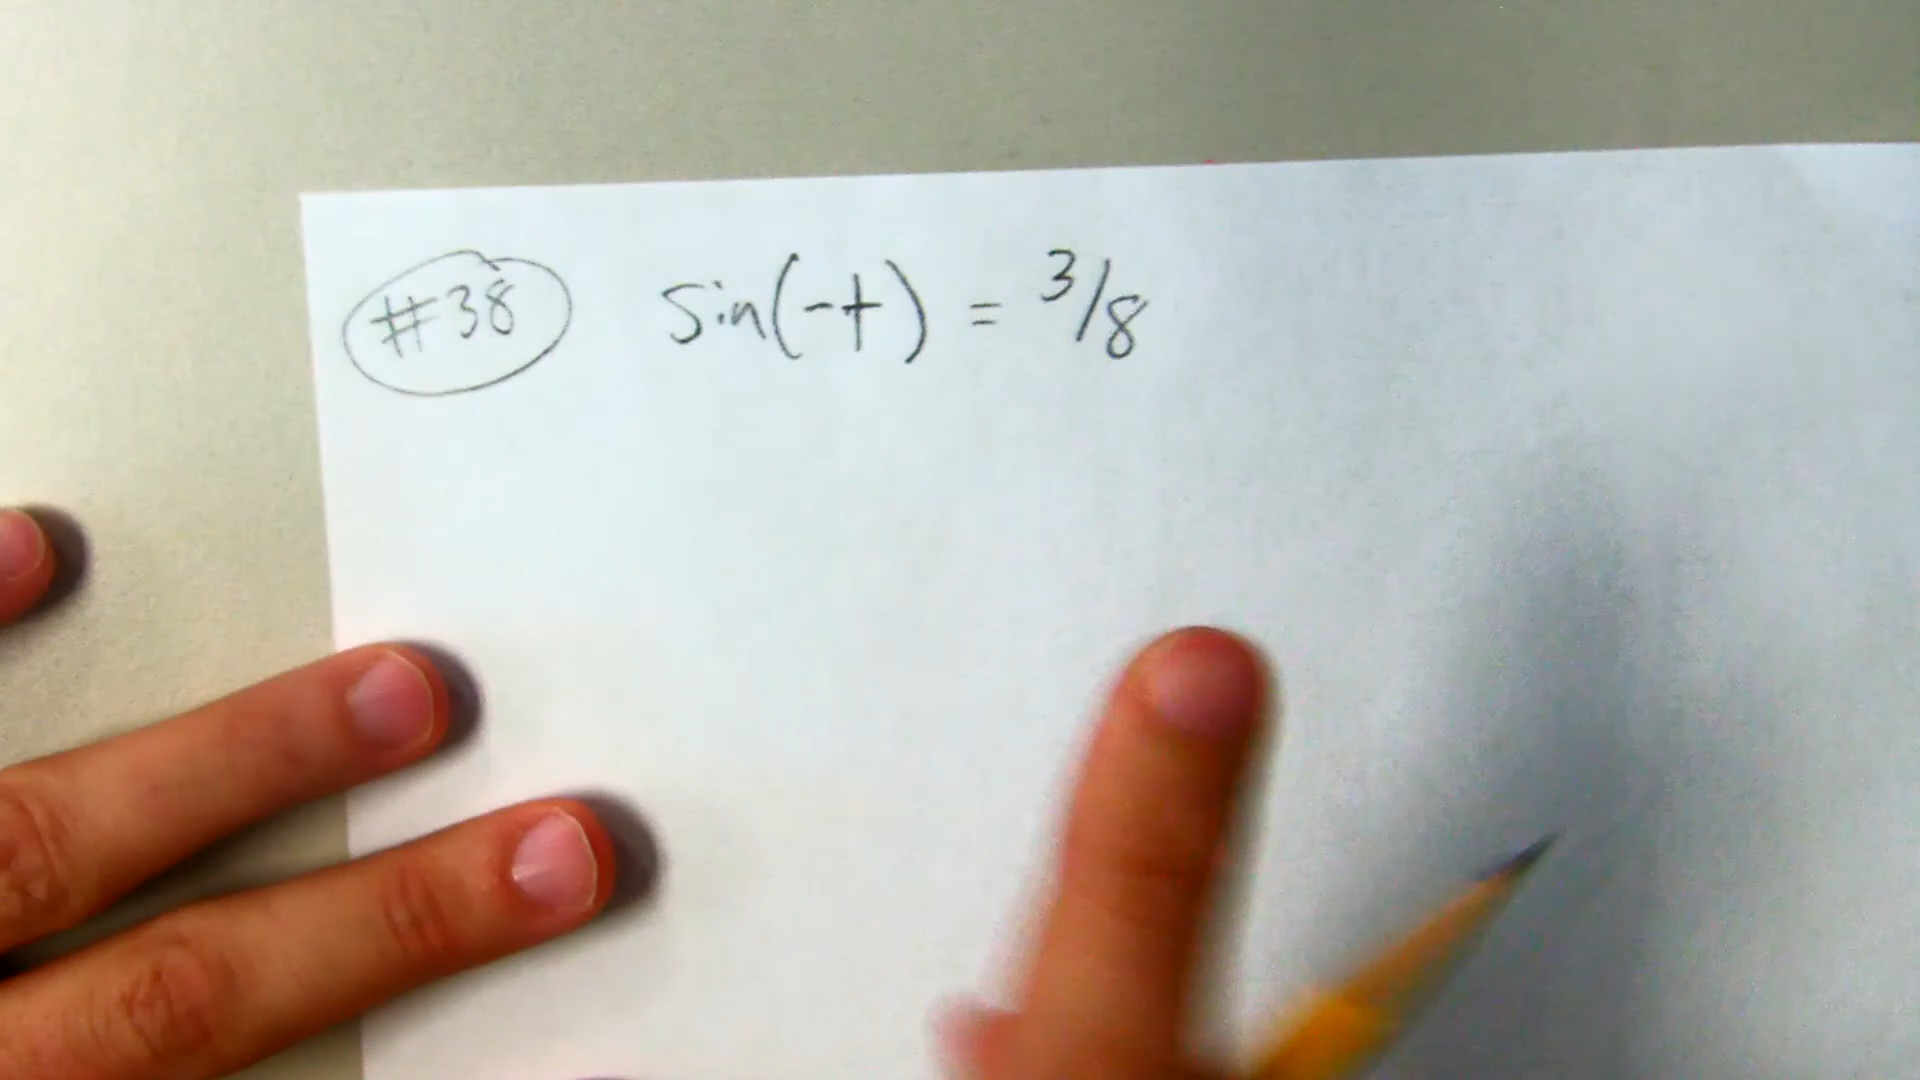 #38 sin(-t) = 3/8